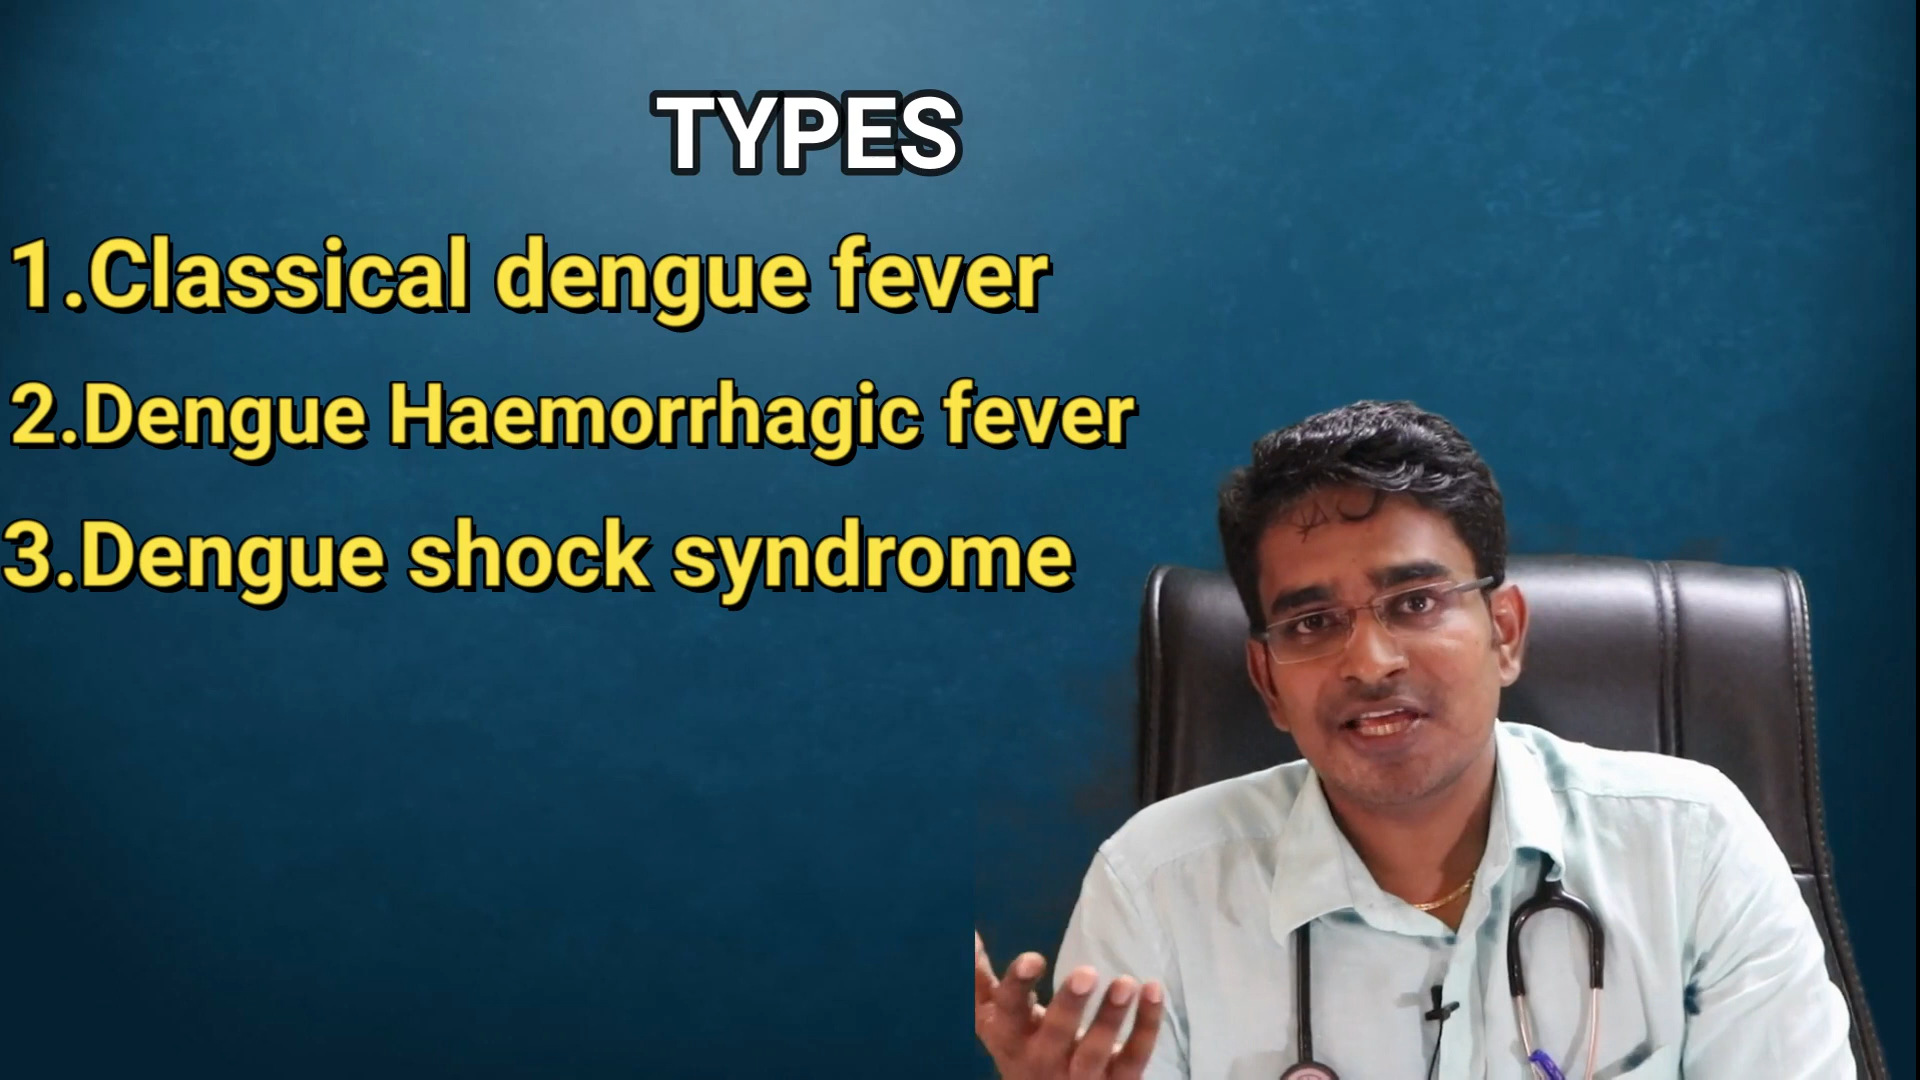 TYPES
1.Classical dengue fever
2.Dengue Haemorrhagic fever
3.Dengue shock syndrome